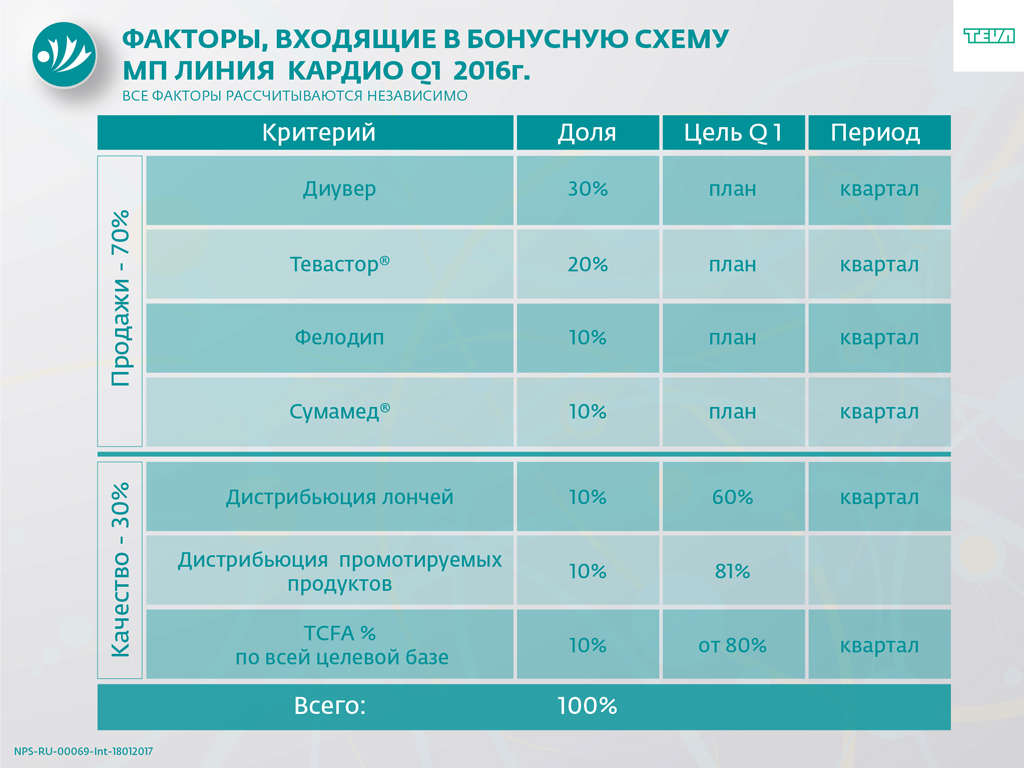 ФАКТОРЫ, ВХОДЯЩИЕ В БОНУСНУЮ СХЕМУ
МП ЛИНИЯ КАРДИО Q1 2016г.
ВСЕ ФАКТОРЫ РАССЧИТЫВАЮТСЯ НЕЗАВИСИМО
TEVA
Критерий Доля Цель Q 1 Период
Продажи - 70%
Диувер 30% план квартал
Тевастор® 20% план квартал
Фелодип 10% план квартал
Сумамед® 10% план квартал
Качество - 30%
Дистрибьюция лончей 10% 60% квартал
Дистрибьюция промотируемых
продуктов 10% 81%
TCFA %
по всей целевой базе 10% от 80% квартал
Всего: 100%
NPS-RU-00069-Int-18012017